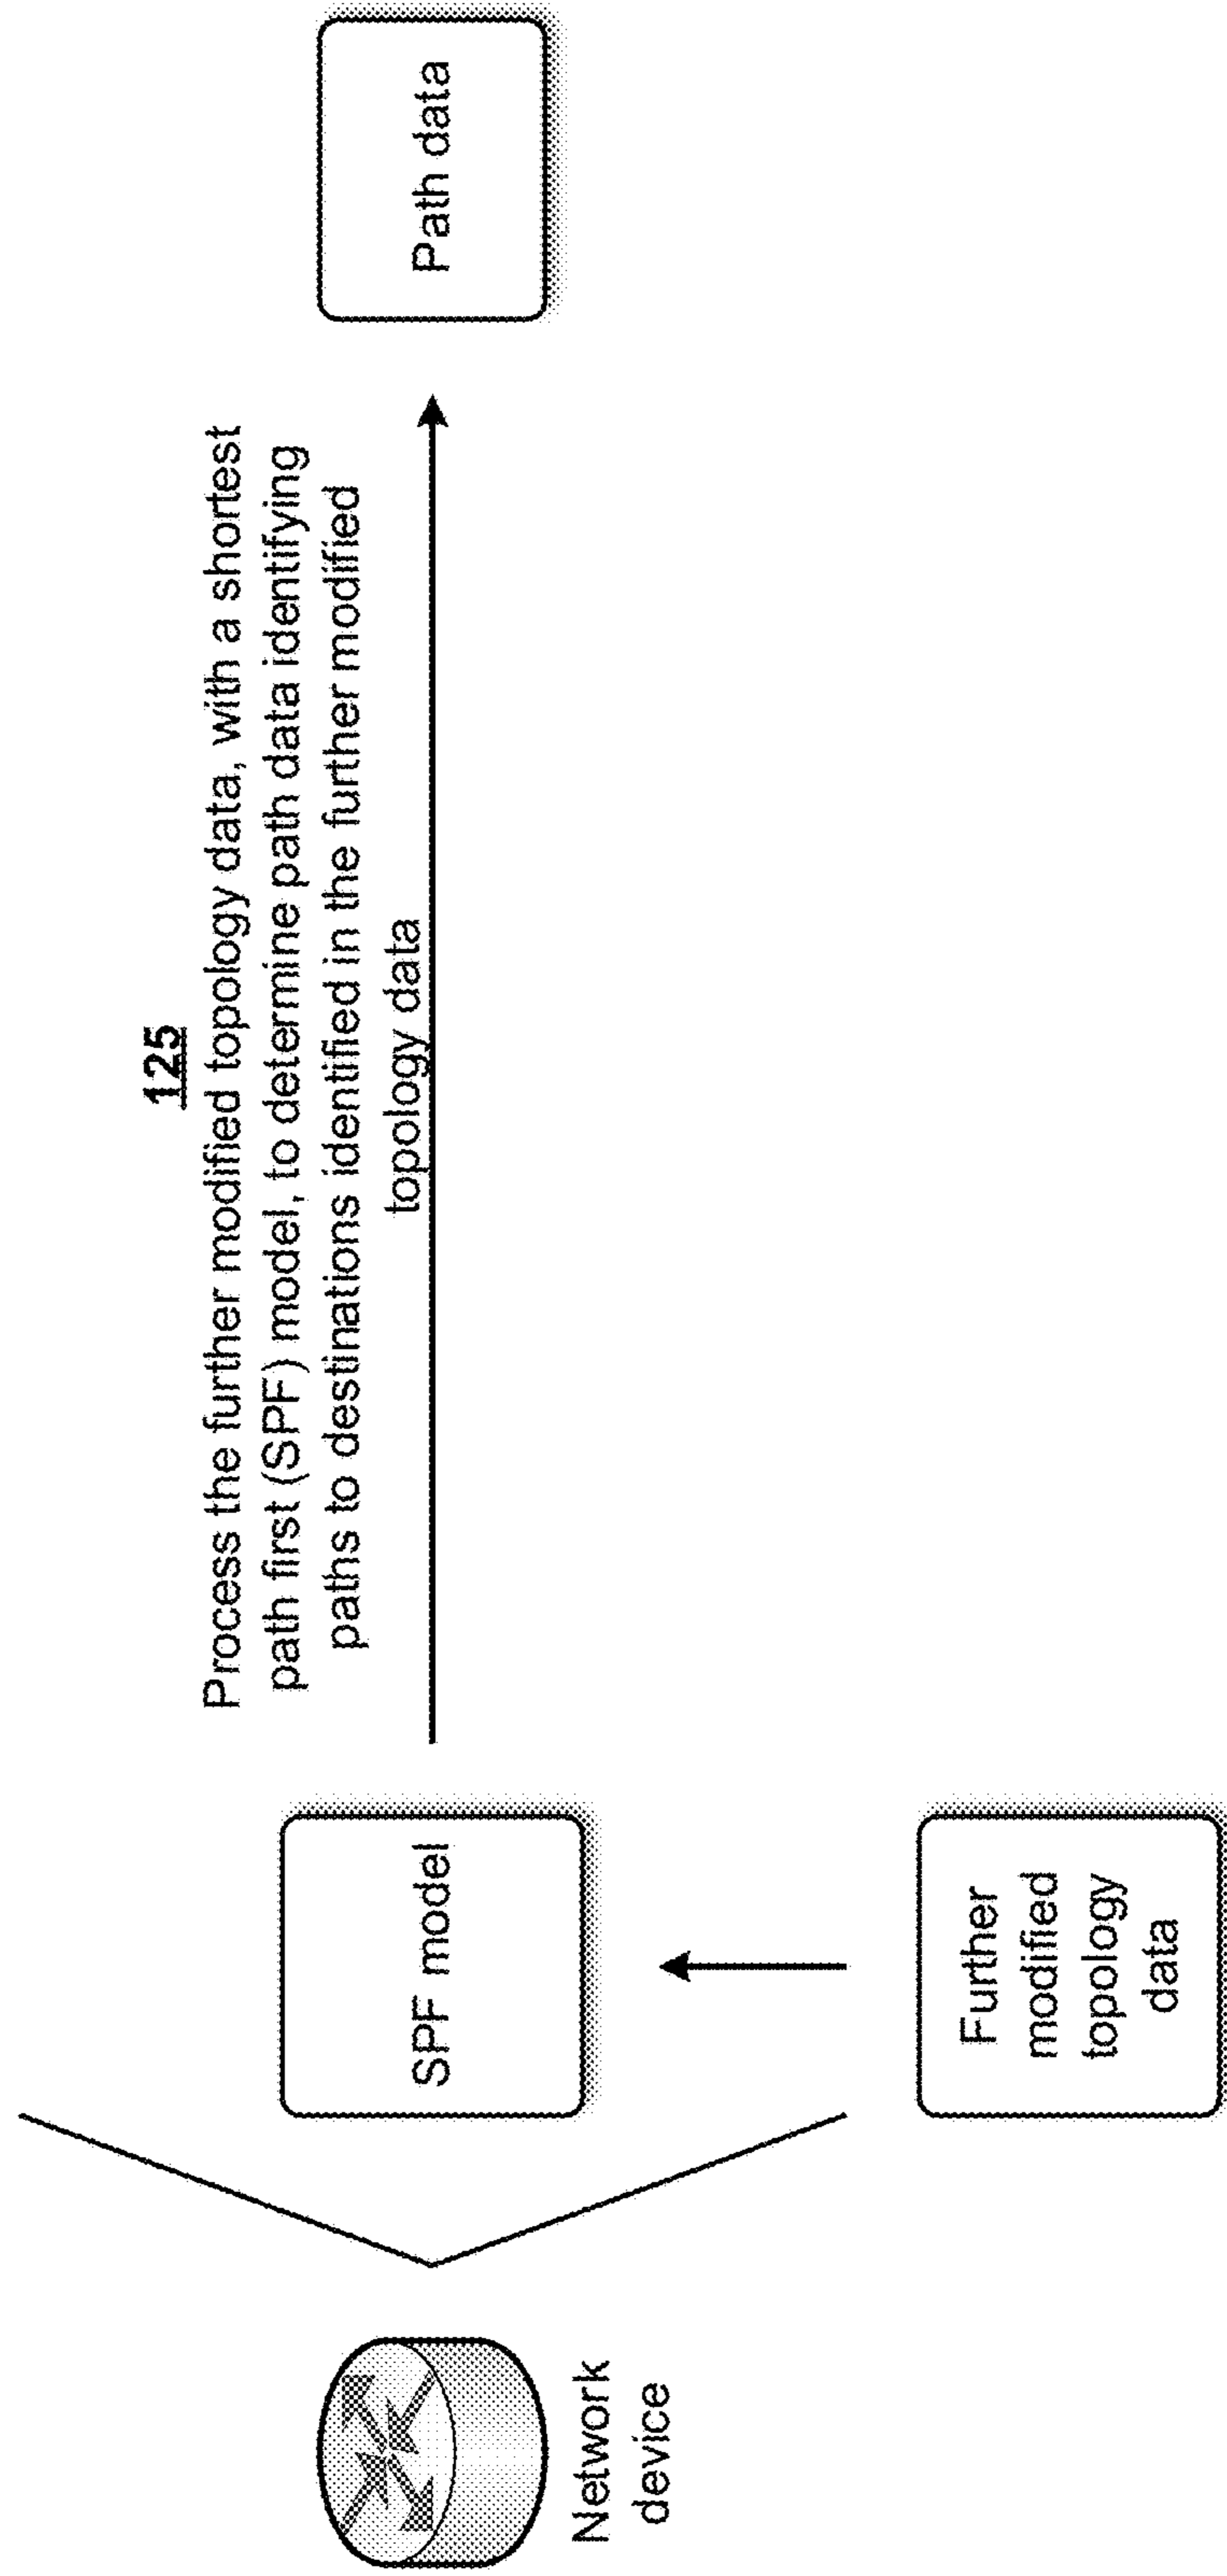 125
Process the further modified topology data, with a shortest
path first (SPF) model, to determine path data identifying
paths to destinations identified in the further modified
topology data
Network
device
SPF model
Path data
Further
modified
topology
data